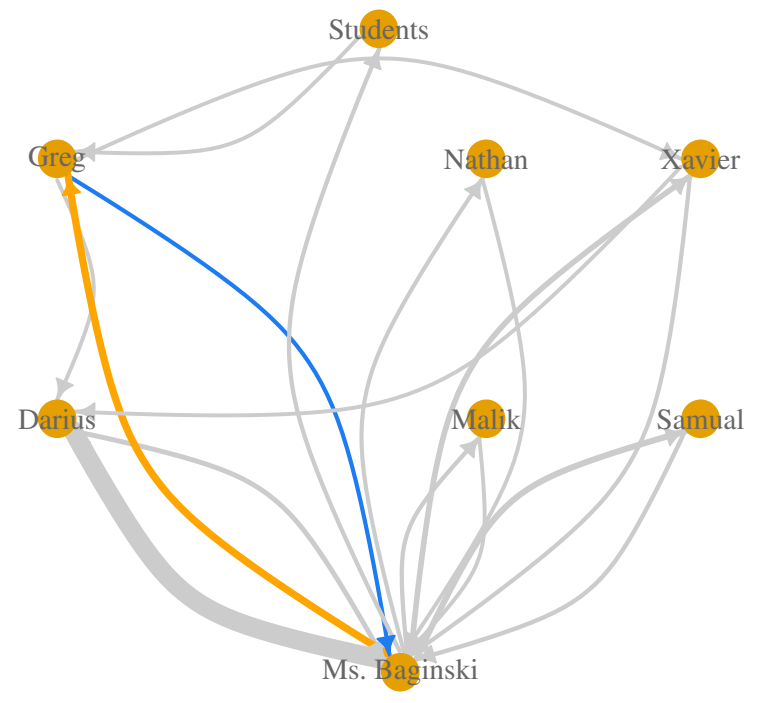 Students
Greg
Nathan
Xavier
Darius
Malik
Samual
Ms. Baginski